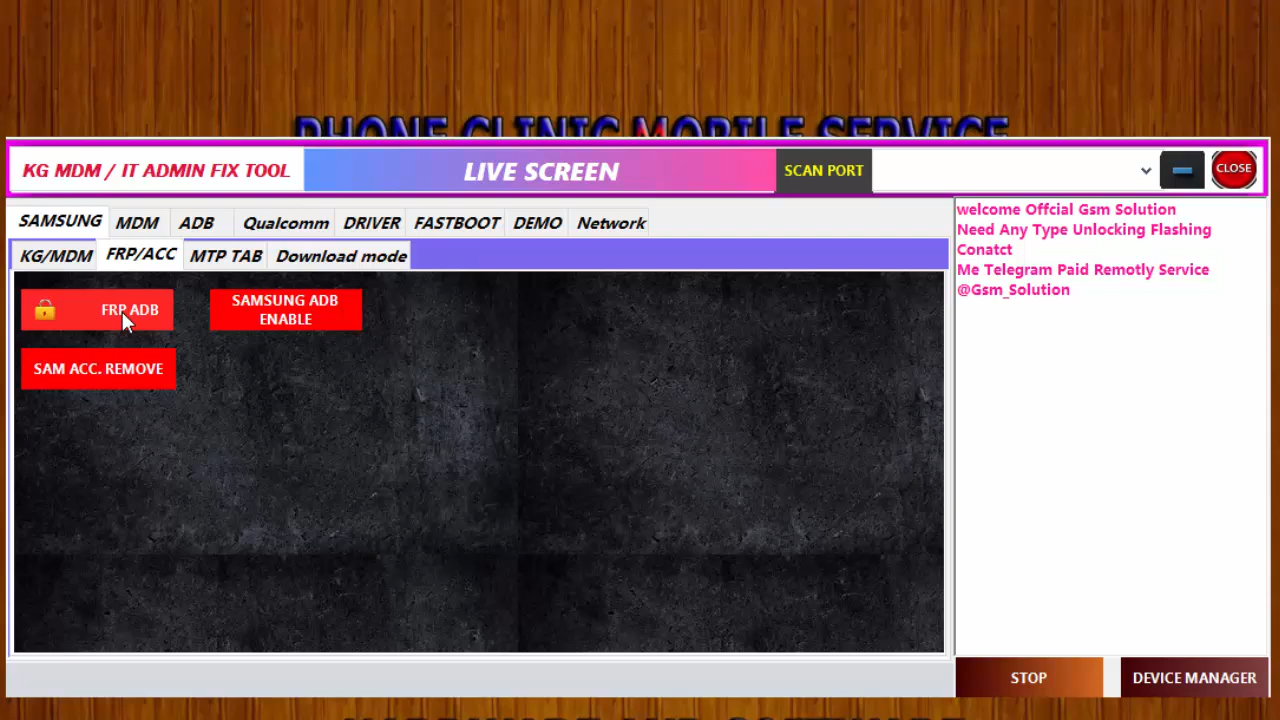 PHONE CLINIC MOBILE SERVICE
KG MDM / IT ADMIN FIX TOOL
LIVE SCREEN
SCAN PORT
CLOSE
SAMSUNG
MDM
ADB
Qualcomm
DRIVER
FASTBOOT
DEMO
Network
KG/MDM
FRP/ACC
MTP TAB
Download mode
FRP ADB
SAMSUNG ADB
ENABLE
SAM ACC. REMOVE
welcome Offcial Gsm Solution
Need Any Type Unlocking Flashing
Conatct
Me Telegram Paid Remotly Service
@Gsm_Solution
STOP
DEVICE MANAGER